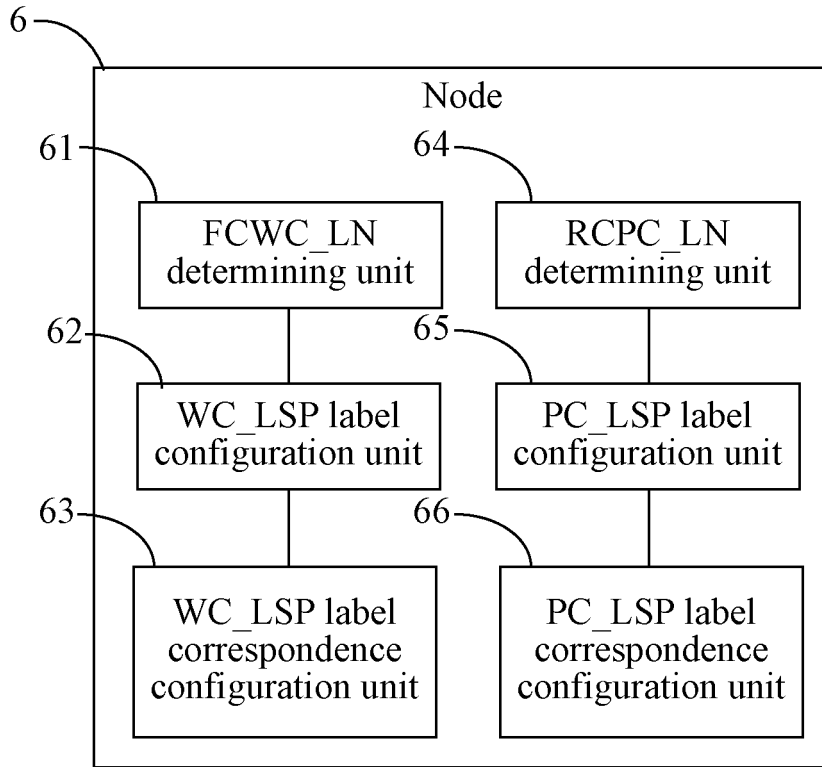 6
Node
61
64
FCWC_LN
determining unit
RCPC_LN
determining unit
62
65
WC_LSP label
configuration unit
PC_LSP label
configuration unit
63
66
WC_LSP label
correspondence
configuration unit
PC_LSP label
correspondence
configuration unit